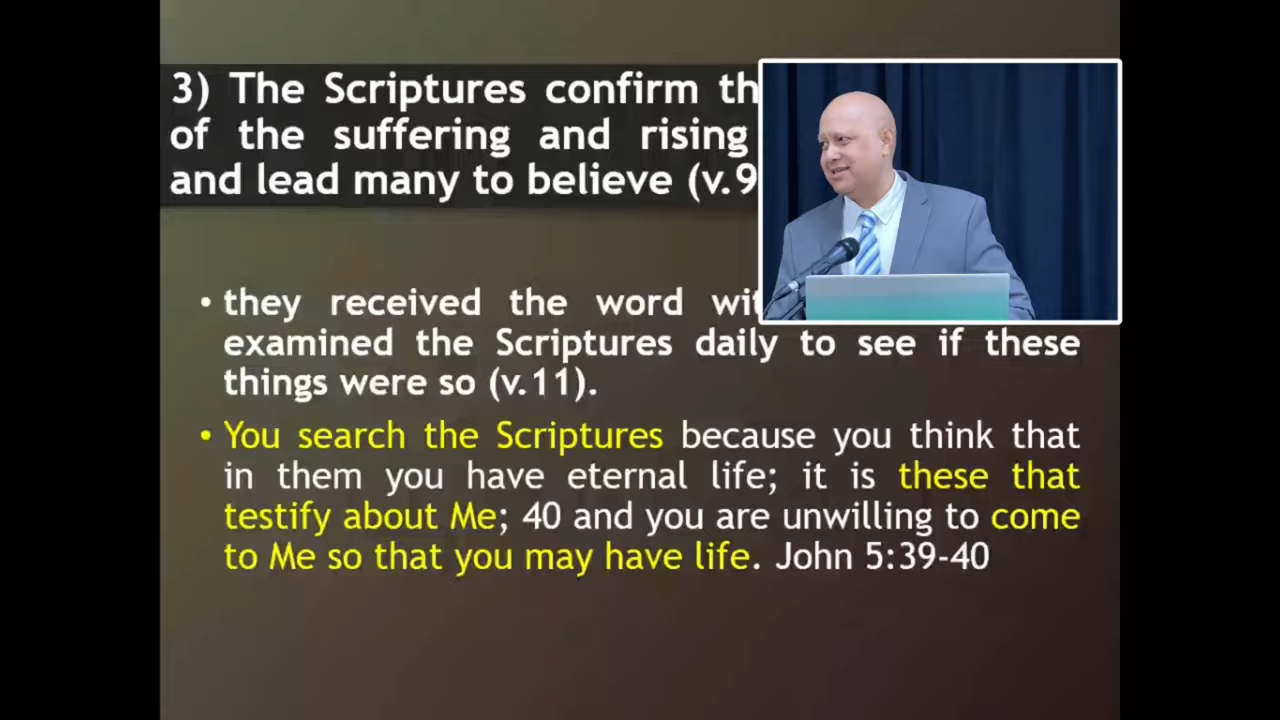 3) The Scriptures confirm
of the suffering and rising
and lead many to believe (v.9
• they received the word
examined the Scriptures daily to see if these
things were so (v.11).
• You search the Scriptures because you think that
in them you have eternal life; it is these that
testify about Me; 40 and you are unwilling to come
to Me so that you may have life. John 5:39-40